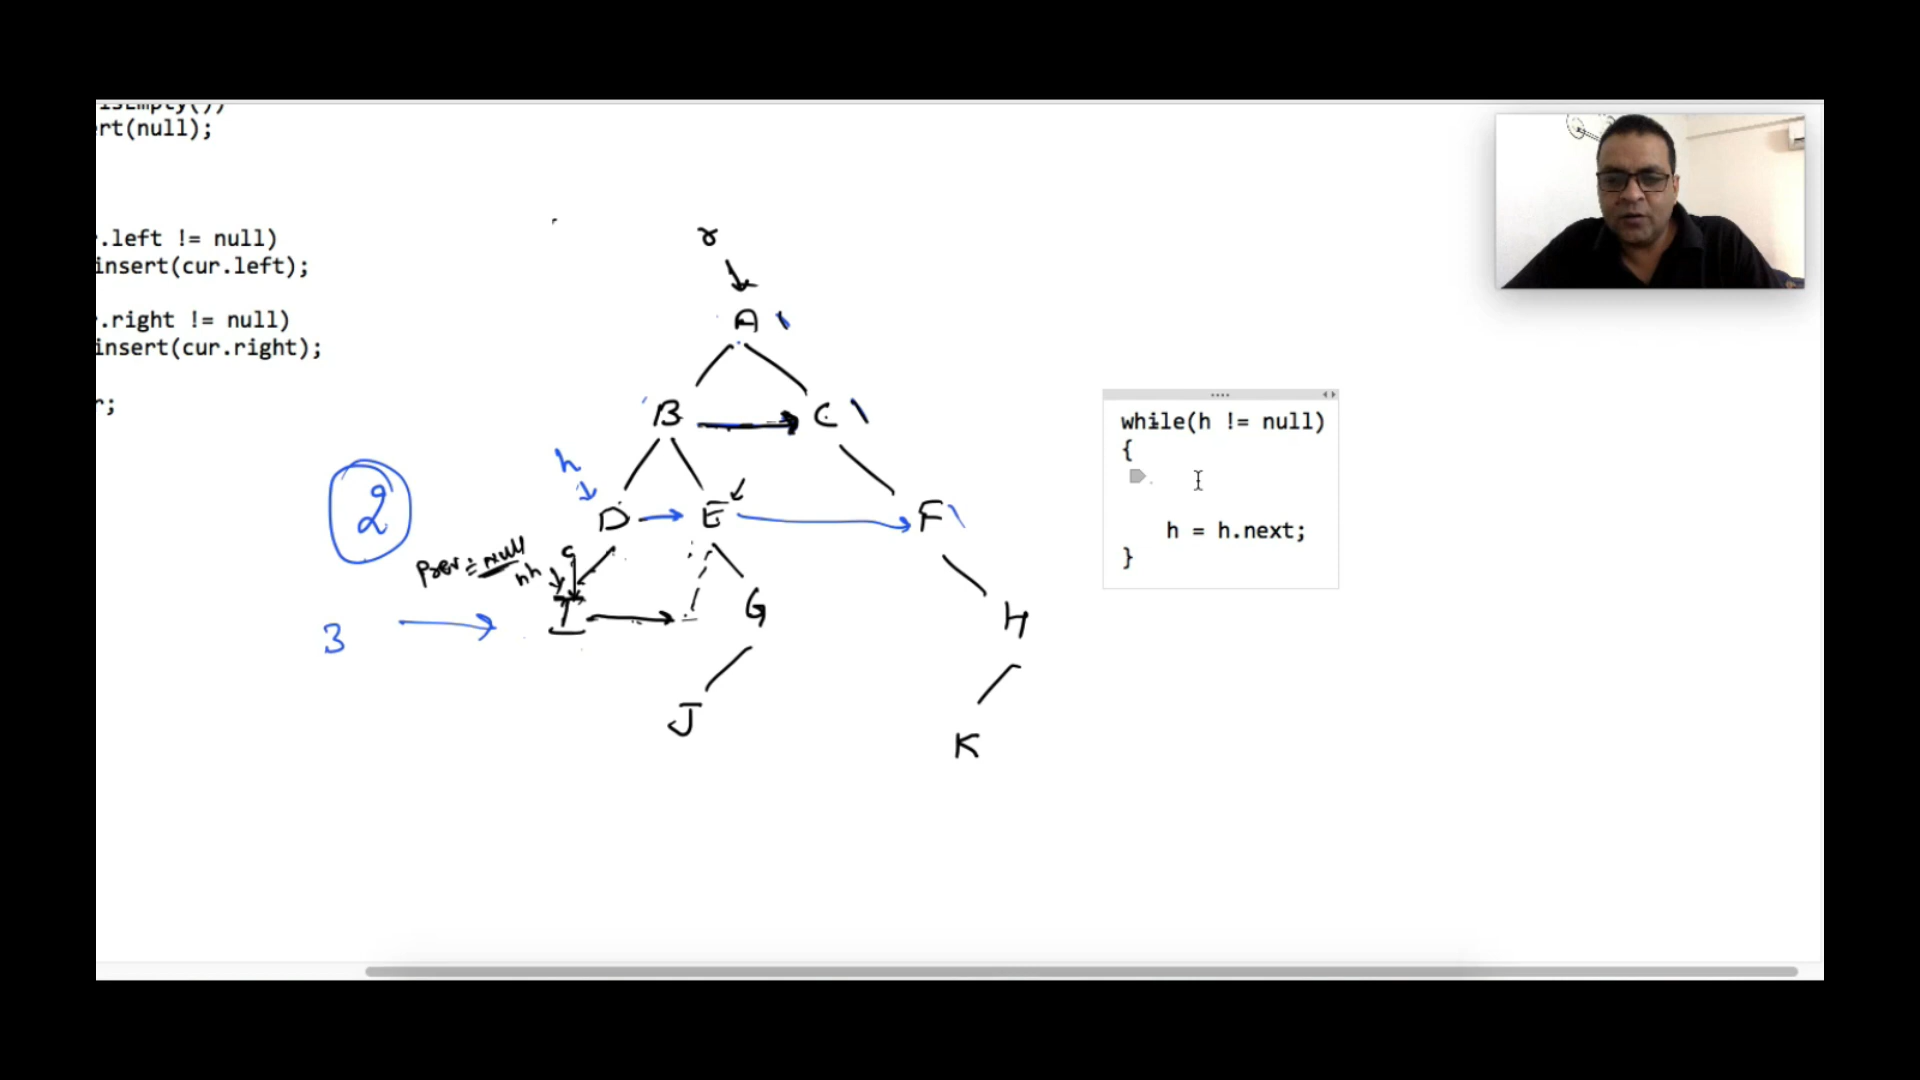 isEmpty())
rt(null);
.left != null)
insert(cur.left);
.right != null)
insert(cur.right);
r;
r
A
B C
h
2
D E F
prev = null
nh
c
3
I G H
J
K
while(h != null)
{
h = h.next;
}